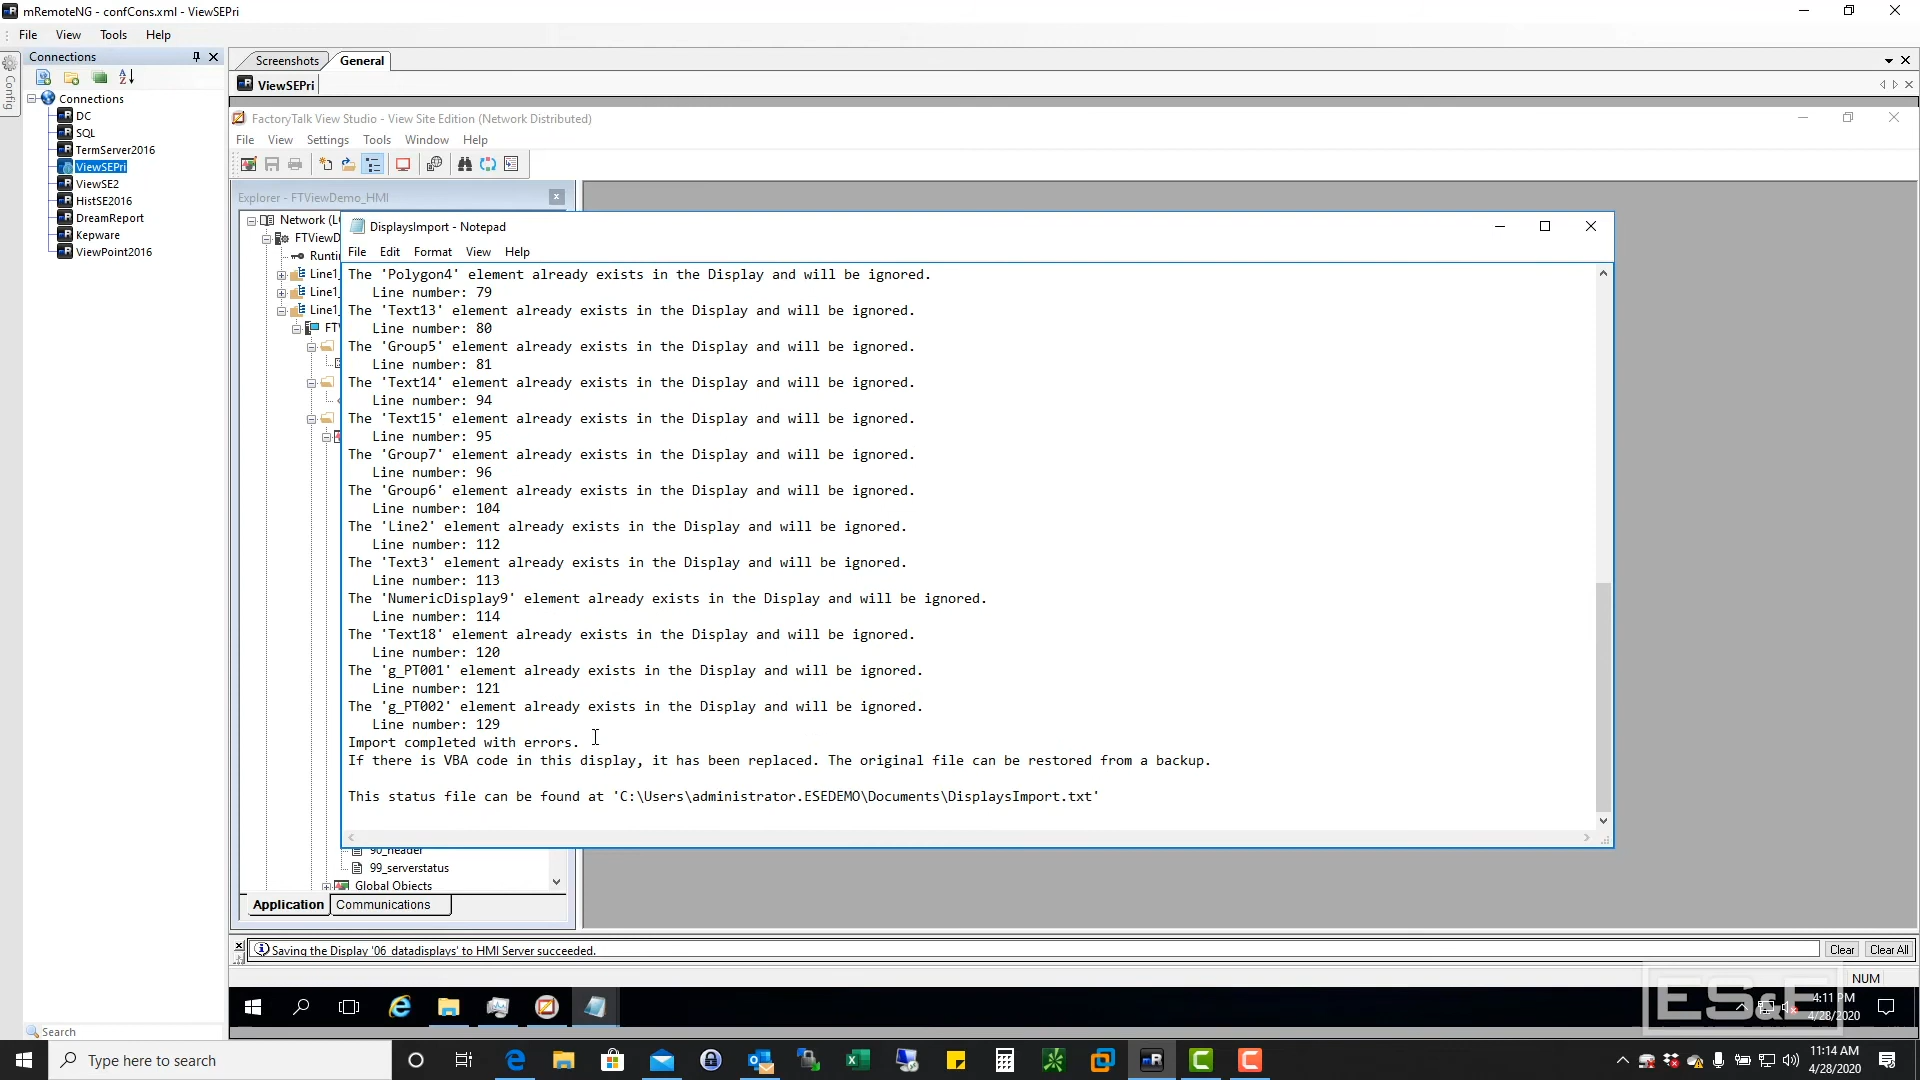 mRemoteNG - confCons.xml - ViewSEPri
File View Tools Help
Connections
Screenshots General
Config
ViewSEPri
Connections
DC
SQL
TermServer2016
ViewSEPri
ViewSE2
HistSE2016
DreamReport
Kepware
ViewPoint2016
Search
FactoryTalk View Studio - View Site Edition (Network Distributed)
File View Settings Tools Window Help
Explorer - FTViewDemo_HMI
Network (L
FTViewD
Runti
Line1_
Line1_
Line1_
FTV
DisplaysImport - Notepad
File Edit Format View Help
The 'Polygon4' element already exists in the Display and will be ignored.
Line number: 79
The 'Text13' element already exists in the Display and will be ignored.
Line number: 80
The 'Group5' element already exists in the Display and will be ignored.
Line number: 81
The 'Text14' element already exists in the Display and will be ignored.
Line number: 94
The 'Text15' element already exists in the Display and will be ignored.
Line number: 95
The 'Group7' element already exists in the Display and will be ignored.
Line number: 96
The 'Group6' element already exists in the Display and will be ignored.
Line number: 104
The 'Line2' element already exists in the Display and will be ignored.
Line number: 112
The 'Text3' element already exists in the Display and will be ignored.
Line number: 113
The 'NumericDisplay9' element already exists in the Display and will be ignored.
Line number: 114
The 'Text18' element already exists in the Display and will be ignored.
Line number: 120
The 'g_PT001' element already exists in the Display and will be ignored.
Line number: 121
The 'g_PT002' element already exists in the Display and will be ignored.
Line number: 129
Import completed with errors.
If there is VBA code in this display, it has been replaced. The original file can be restored from a backup.
This status file can be found at 'C:\Users\administrator.ESEDEMO\Documents\DisplaysImport.txt'
90_header
99_serverstatus
Global Objects
Application Communications
Saving the Display '06_datadisplays' to HMI Server succeeded.
Clear Clear All
NUM
ES&E
4:11 PM
4/28/2020
Type here to search
11:14 AM
4/28/2020